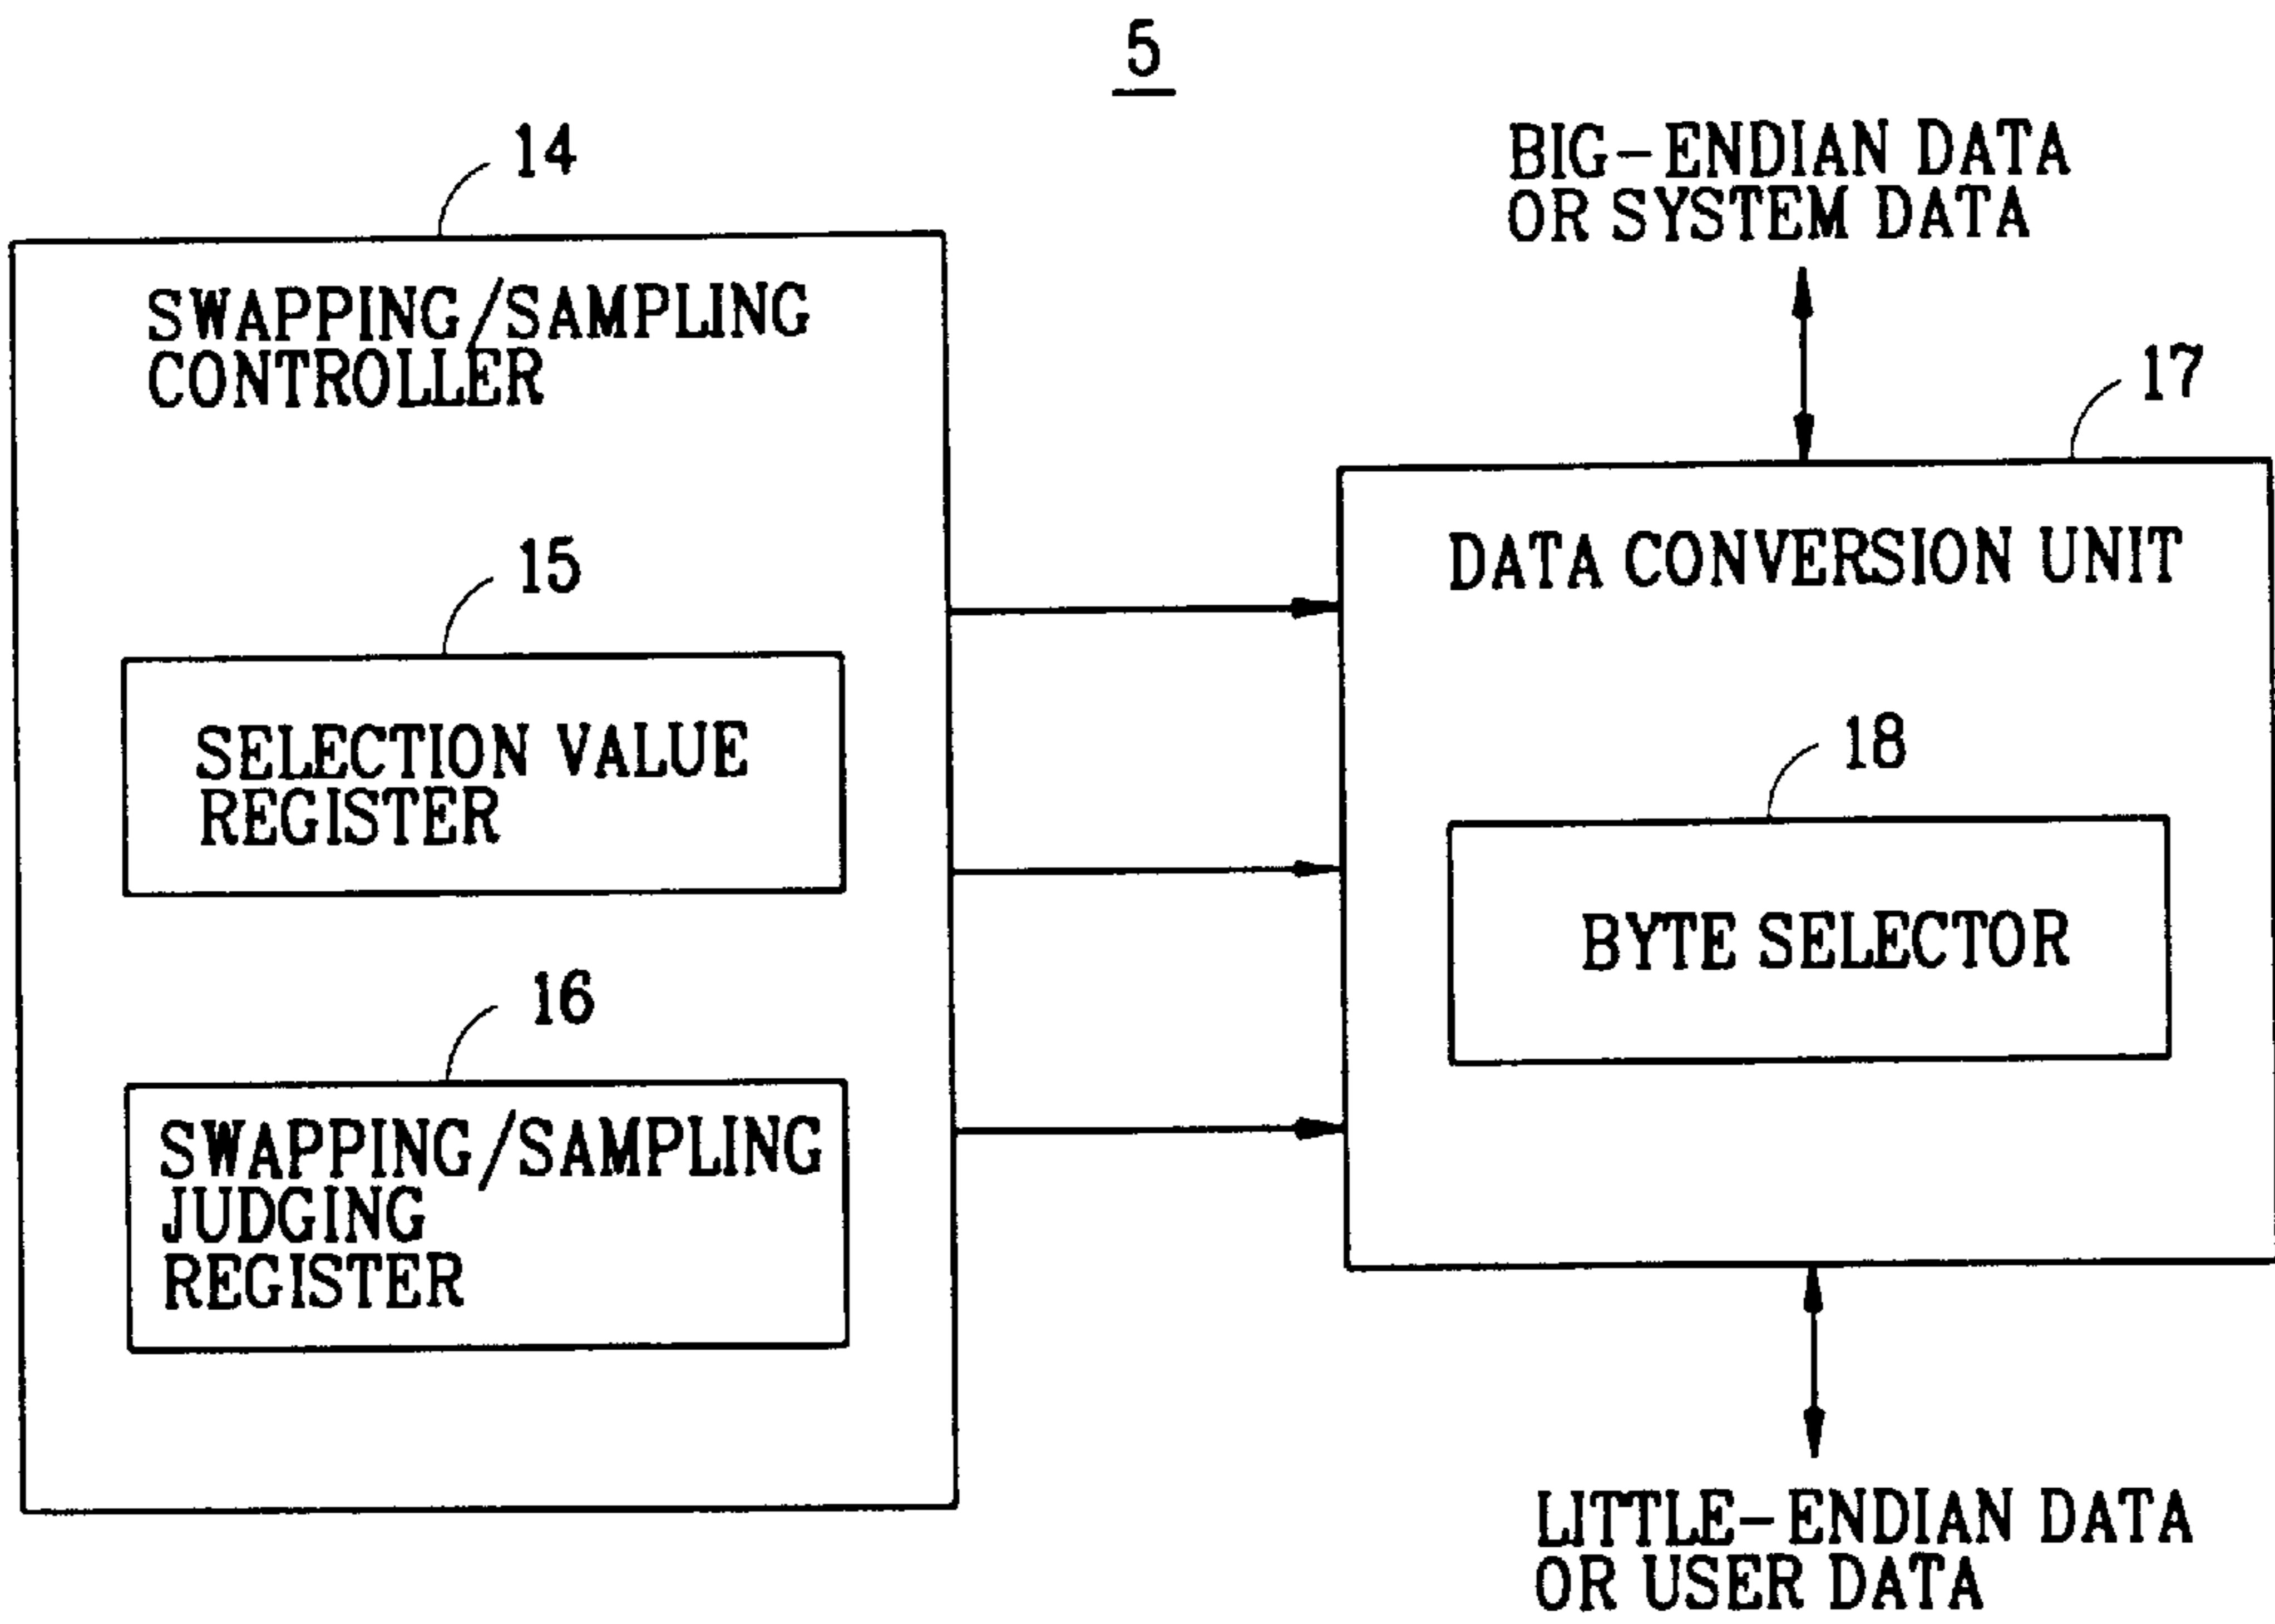 5
14
SWAPPING/SAMPLING
CONTROLLER
15
SELECTION VALUE
REGISTER
16
SWAPPING/SAMPLING
JUDGING
REGISTER
BIG-ENDIAN DATA
OR SYSTEM DATA
17
DATA CONVERSION UNIT
18
BYTE SELECTOR
LITTLE-ENDIAN DATA
OR USER DATA